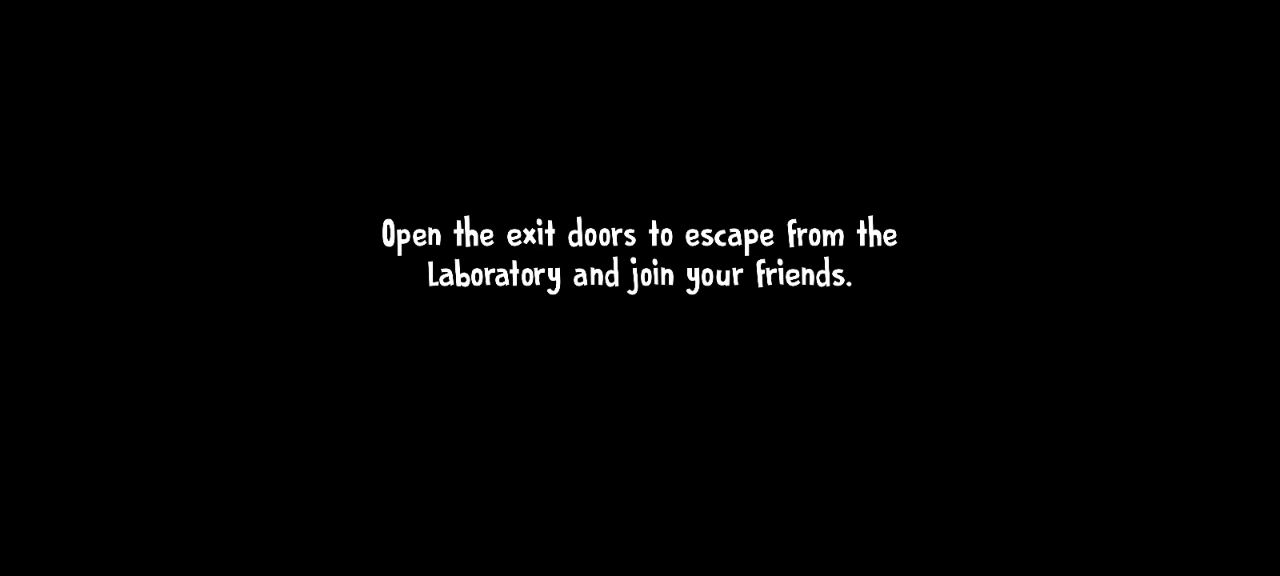 Open the exit doors to escape from the
Laboratory and join your friends.